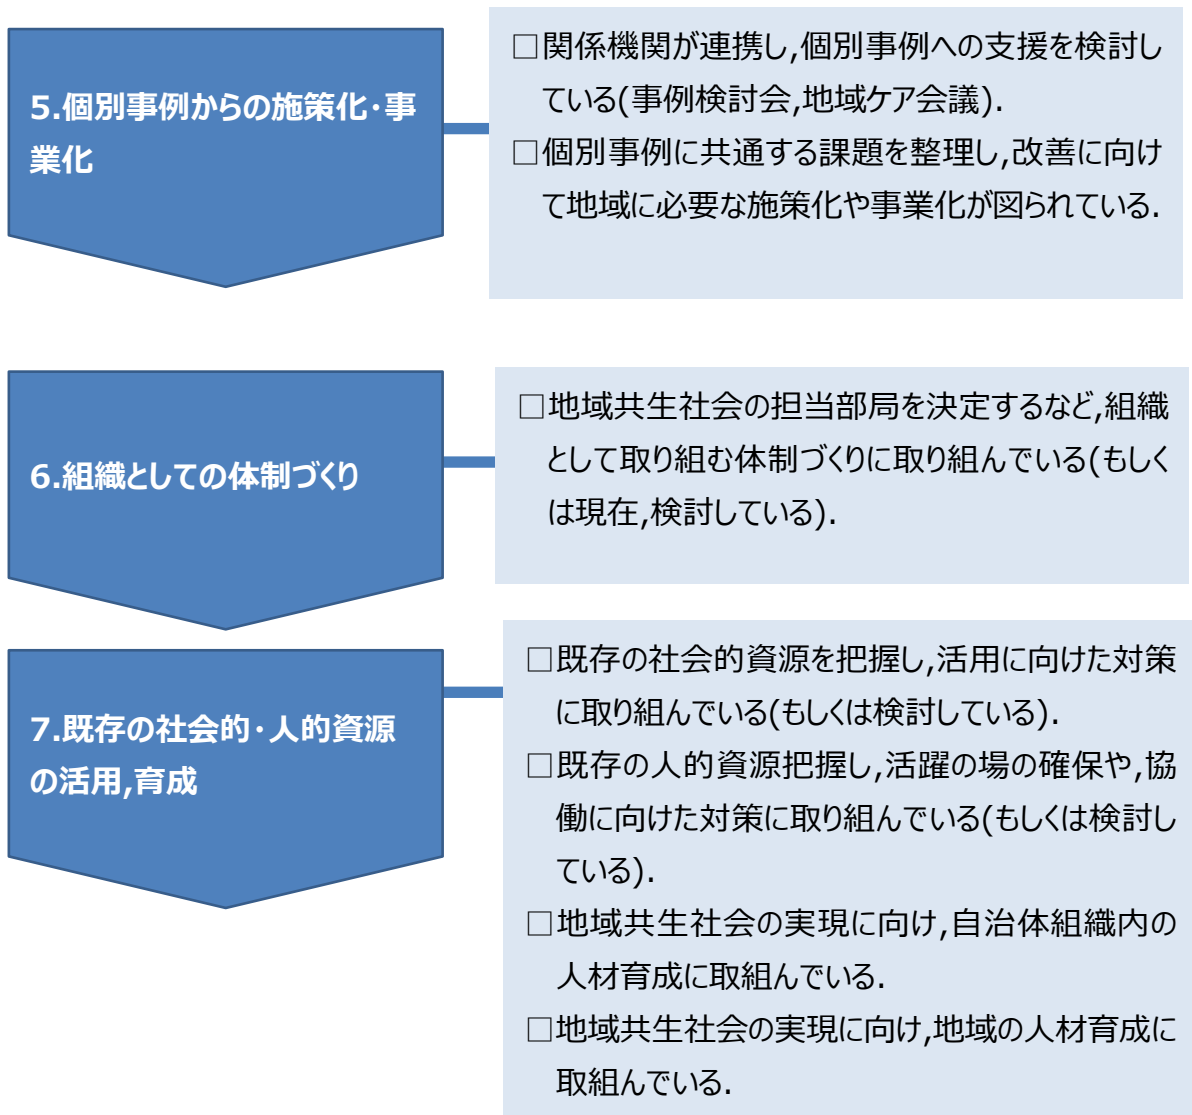 5.個別事例からの施策化・事
業化
□関係機関が連携し,個別事例への支援を検討し
ている(事例検討会,地域ケア会議).
□個別事例に共通する課題を整理し,改善に向け
て地域に必要な施策化や事業化が図られている.
6.組織としての体制づくり
□地域共生社会の担当部局を決定するなど,組織
として取り組む体制づくりに取り組んでいる(もしく
は現在,検討している).
7.既存の社会的・人的資源
の活用,育成
□既存の社会的資源を把握し,活用に向けた対策
に取り組んでいる(もしくは検討している).
□既存の人的資源把握し,活躍の場の確保や,協
働に向けた対策に取り組んでいる(もしくは検討し
ている).
□地域共生社会の実現に向け,自治体組織内の
人材育成に取組んでいる.
□地域共生社会の実現に向け,地域の人材育成に
取組んでいる.